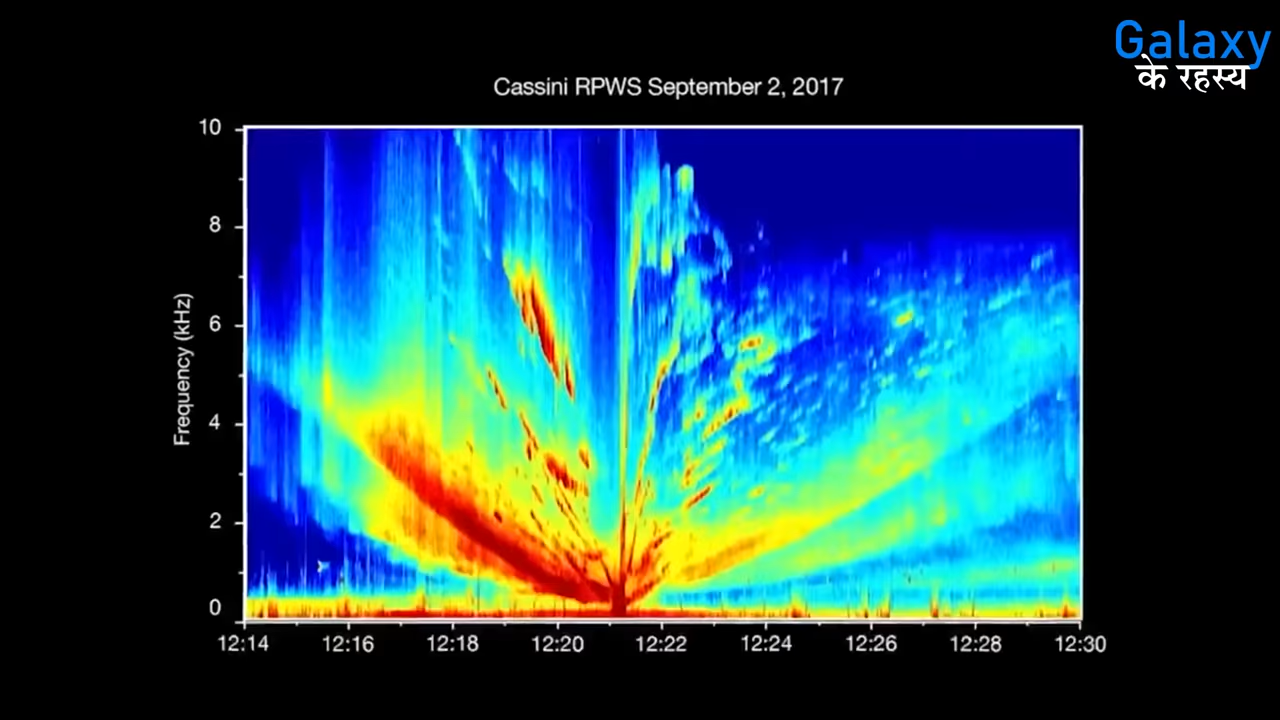 Galaxy
के रहस्य
Cassini RPWS September 2, 2017
10
8
6
4
2
0
Frequency (kHz)
12:14 12:16 12:18 12:20 12:22 12:24 12:26 12:28 12:30